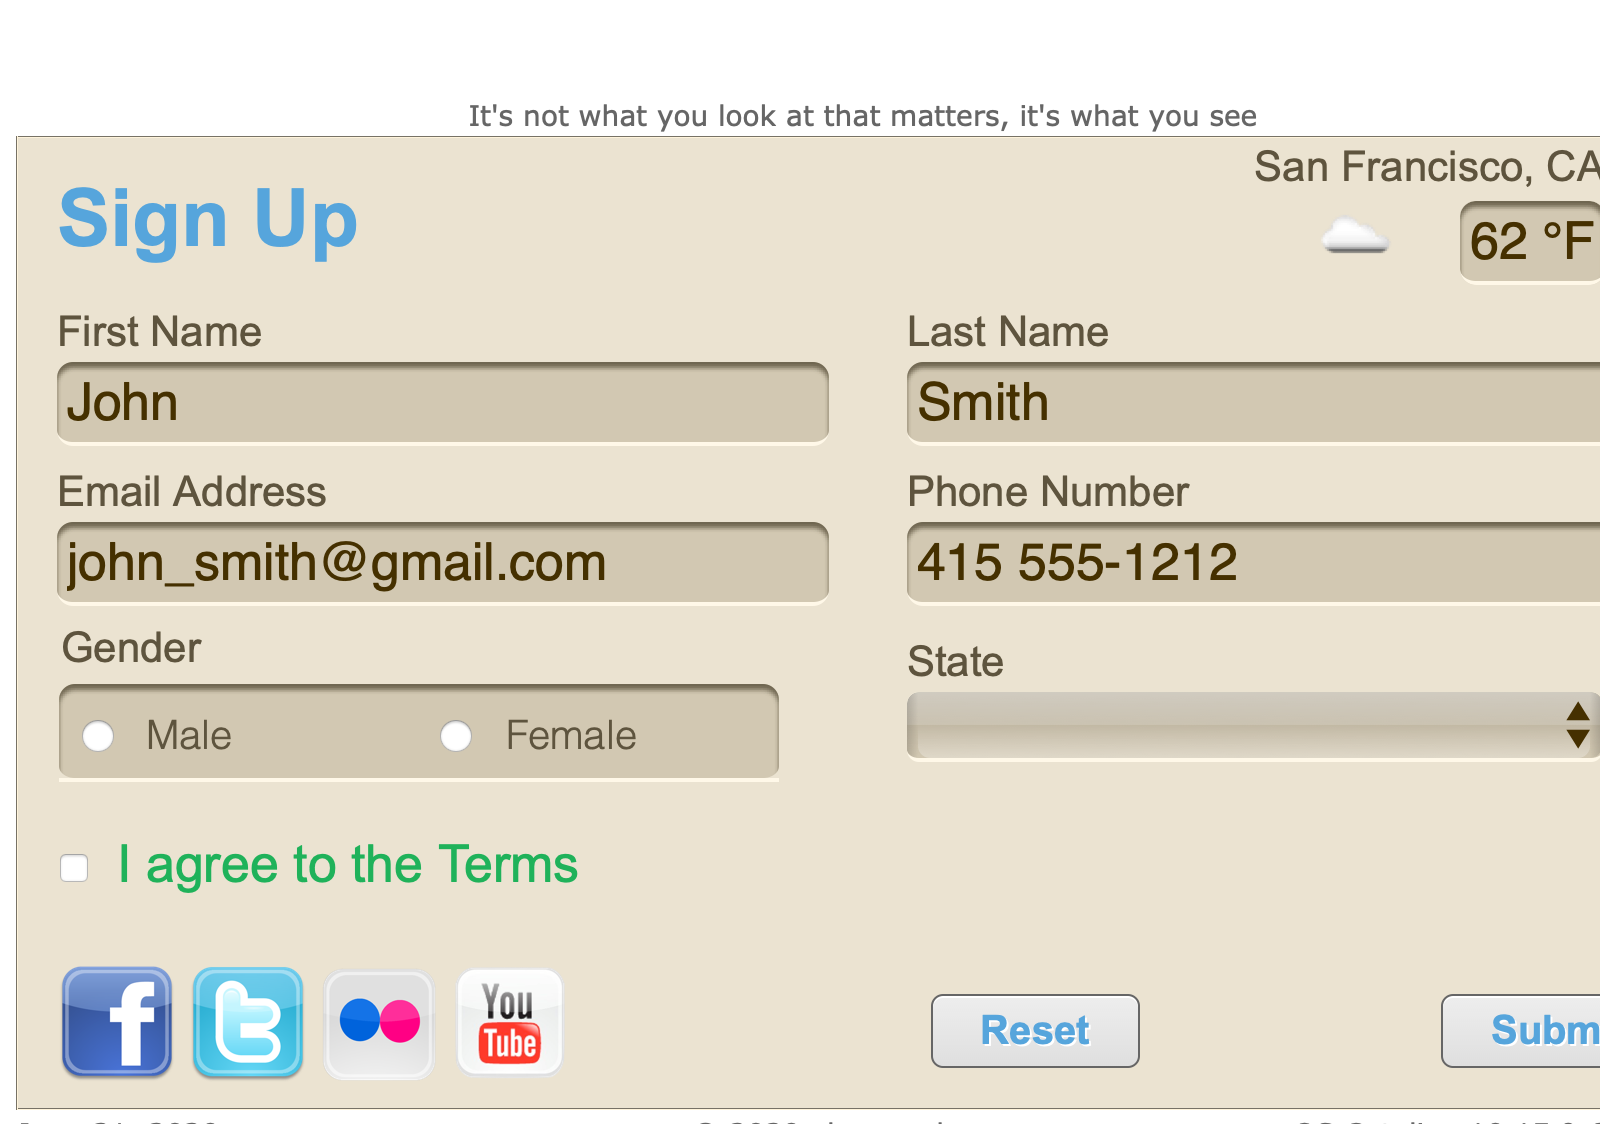 It's not what you look at that matters, it's what you see
San Francisco, CA
Sign Up
62 °F
First Name
Last Name
John
Smith
Email Address
Phone Number
john_smith@gmail.com
415 555-1212
Gender
State
Male
Female
I agree to the Terms
f
t
You
Tube
Reset
Subm